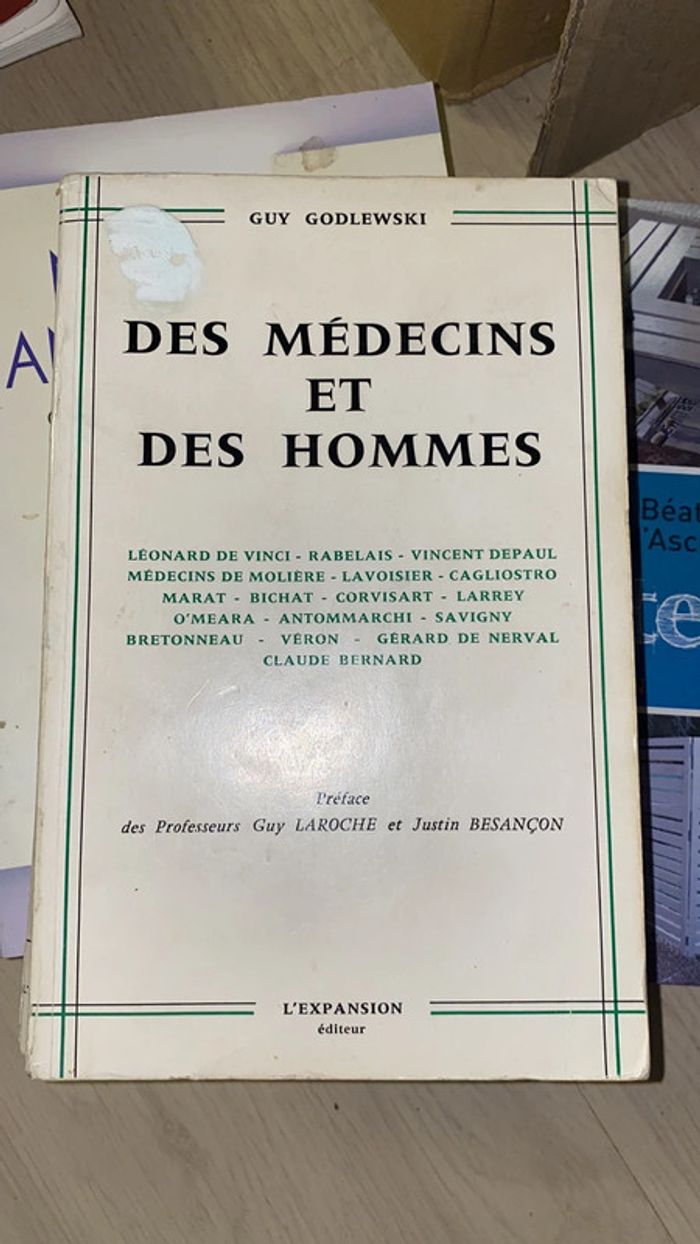 GUY GODLEWSKI
DES MÉDECINS
ET
DES HOMMES
LÉONARD DE VINCI - RABELAIS - VINCENT DEPAUL
MÉDECINS DE MOLIÈRE - LAVOISIER - CAGLIOSTRO
MARAT - BICHAT - CORVISART - LARREY
O'MEARA - ANTOMMARCHI - SAVIGNY
BRETONNEAU - VÉRON - GÉRARD DE NERVAL
CLAUDE BERNARD
Préface
des Professeurs Guy LAROCHE et Justin BESANÇON
L'EXPANSION
éditeur